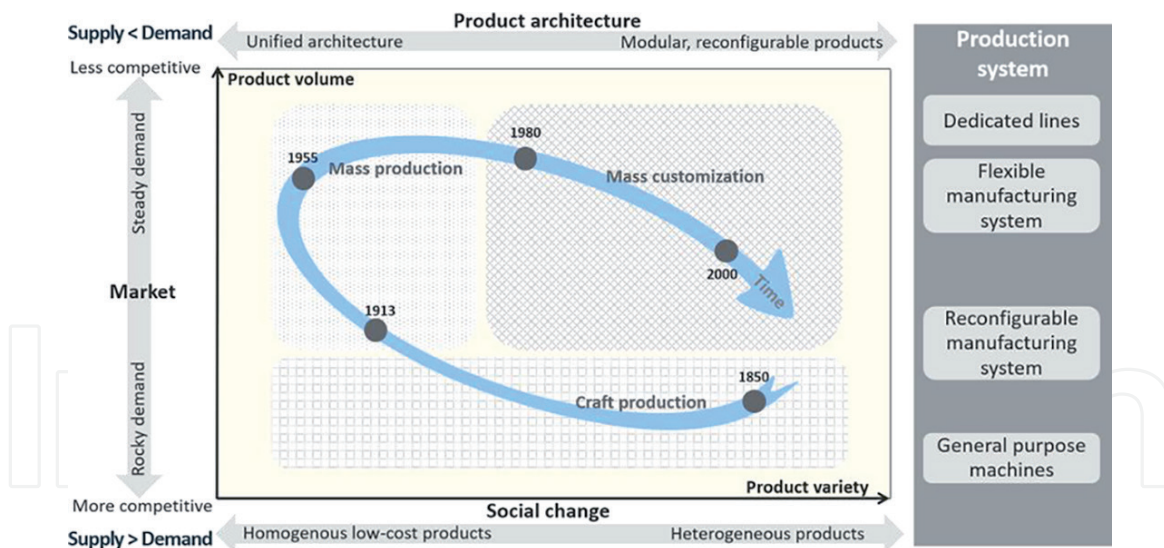 Product architecture
Supply < Demand
Unified architecture
Modular, reconfigurable products
Production
system
Less competitive
Product volume
Dedicated lines
Flexible
manufacturing
system
Reconfigurable
manufacturing
system
General purpose
machines
Steady demand
Market
Rocky demand
1980
1955
Mass production
Mass customization
2000
Time
1913
1850
Craft production
Product variety
More competitive
Social change
Supply > Demand
Homogenous low-cost products
Heterogeneous products